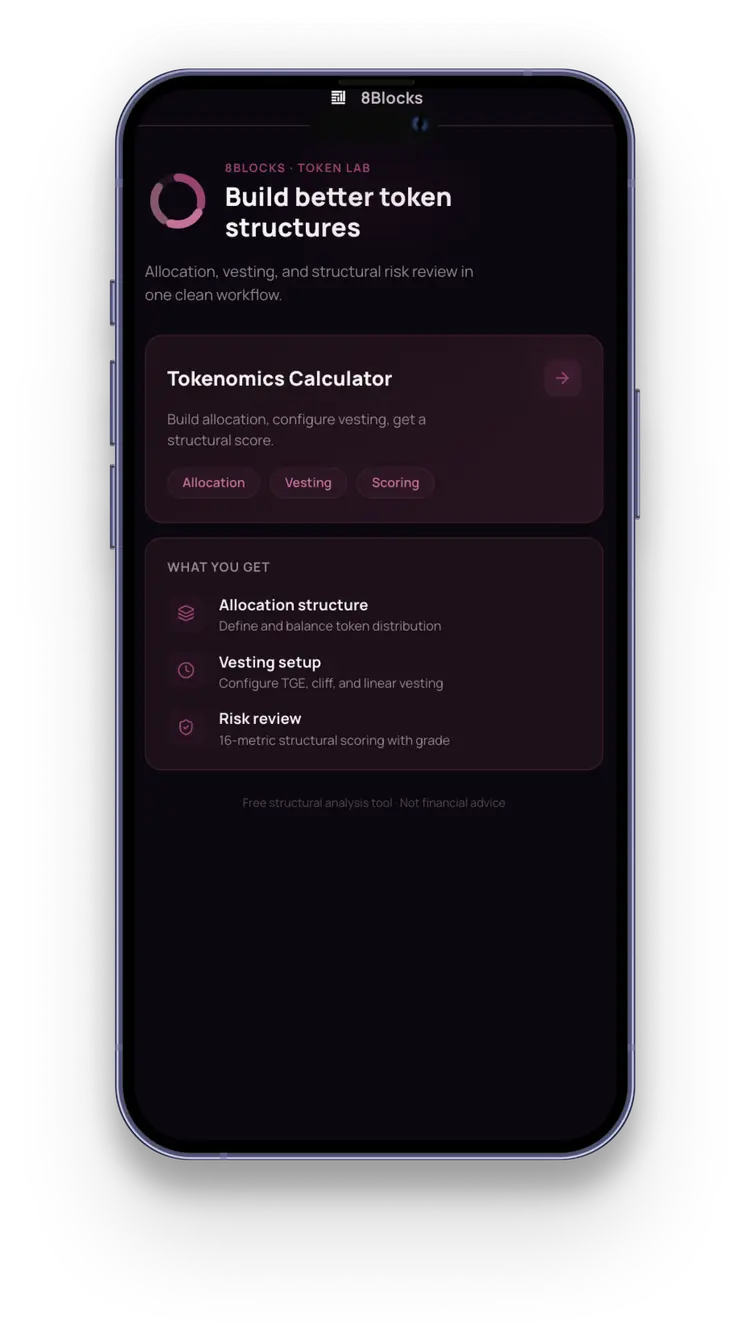 8Blocks
8BLOCKS · TOKEN LAB
Build better token
structures
Allocation, vesting, and structural risk review in
one clean workflow.
Tokenomics Calculator
Build allocation, configure vesting, get a
structural score.
Allocation Vesting Scoring
WHAT YOU GET
Allocation structure
Define and balance token distribution
Vesting setup
Configure TGE, cliff, and linear vesting
Risk review
16-metric structural scoring with grade
Free structural analysis tool · Not financial advice